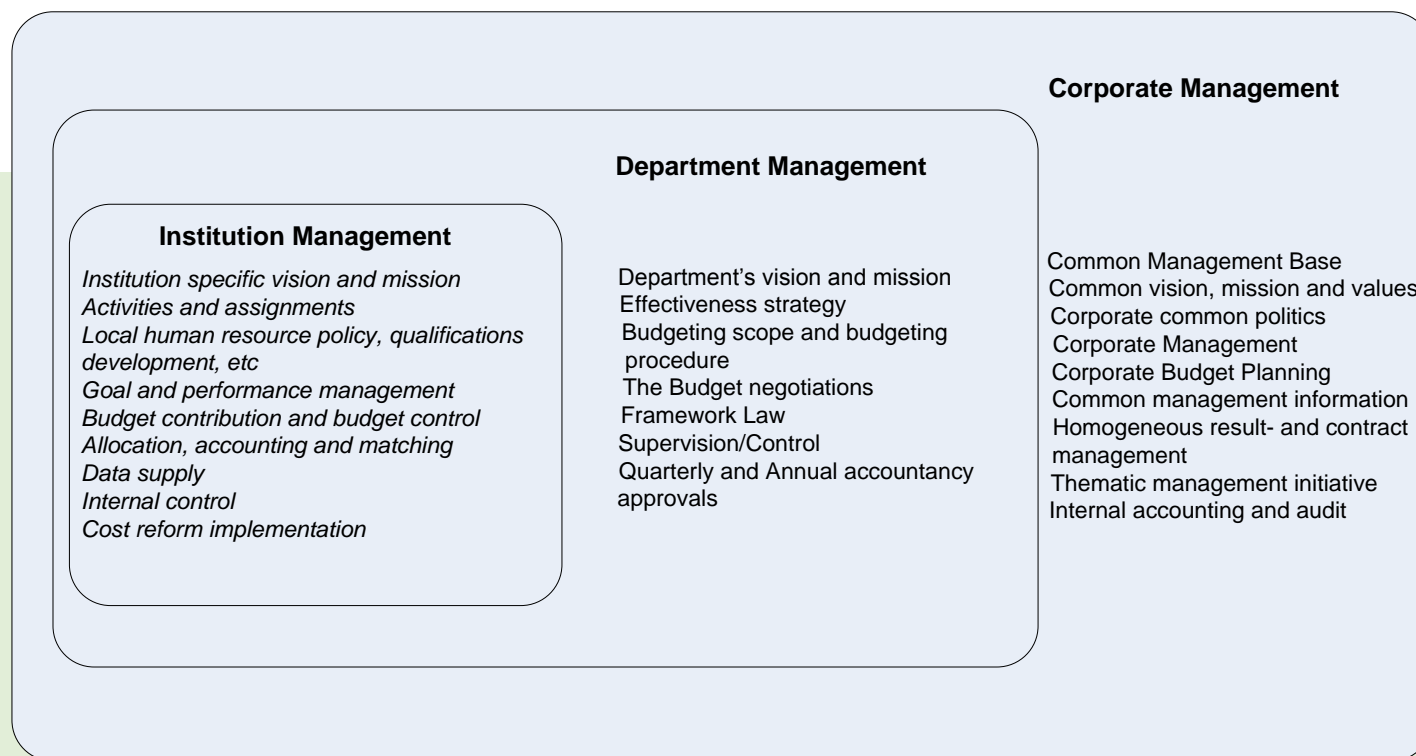 Corporate Management
Department Management
Institution Management
Institution specific vision and mission
Activities and assignments
Local human resource policy, qualifications
development, etc
Goal and performance management
Budget contribution and budget control
Allocation, accounting and matching
Data supply
Internal control
Cost reform implementation
Department’s vision and mission
Effectiveness strategy
Budgeting scope and budgeting
procedure
The Budget negotiations
Framework Law
Supervision/Control
Quarterly and Annual accountancy
approvals
Common Management Base
Common vision, mission and values
Corporate common politics
Corporate Management
Corporate Budget Planning
Common management information
Homogeneous result- and contract
management
Thematic management initiative
Internal accounting and audit